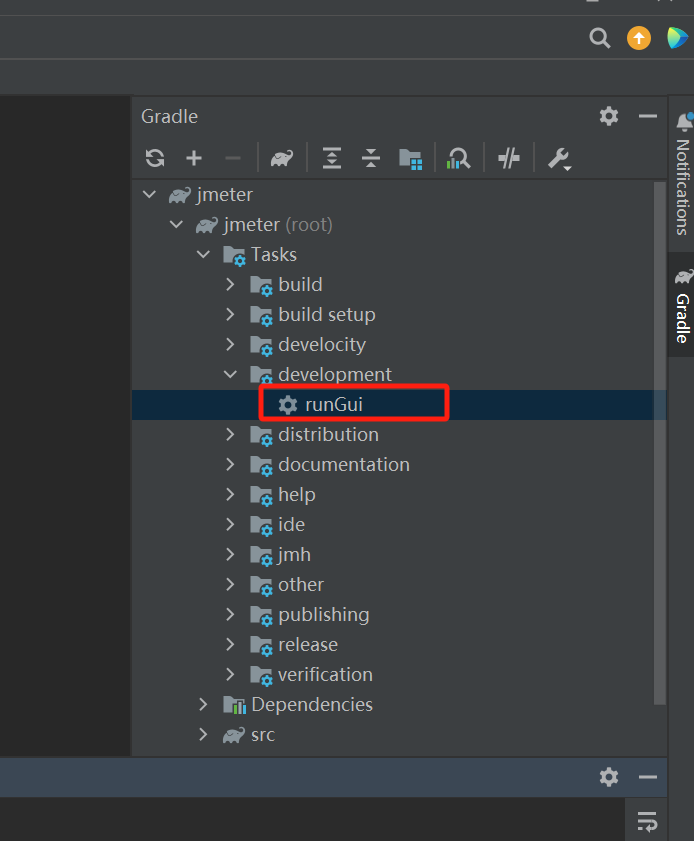 Gradle
jmeter
jmeter (root)
Tasks
build
build setup
develocity
development
runGui
distribution
documentation
help
ide
jmh
other
publishing
release
verification
Dependencies
src
Notifications
Gradle